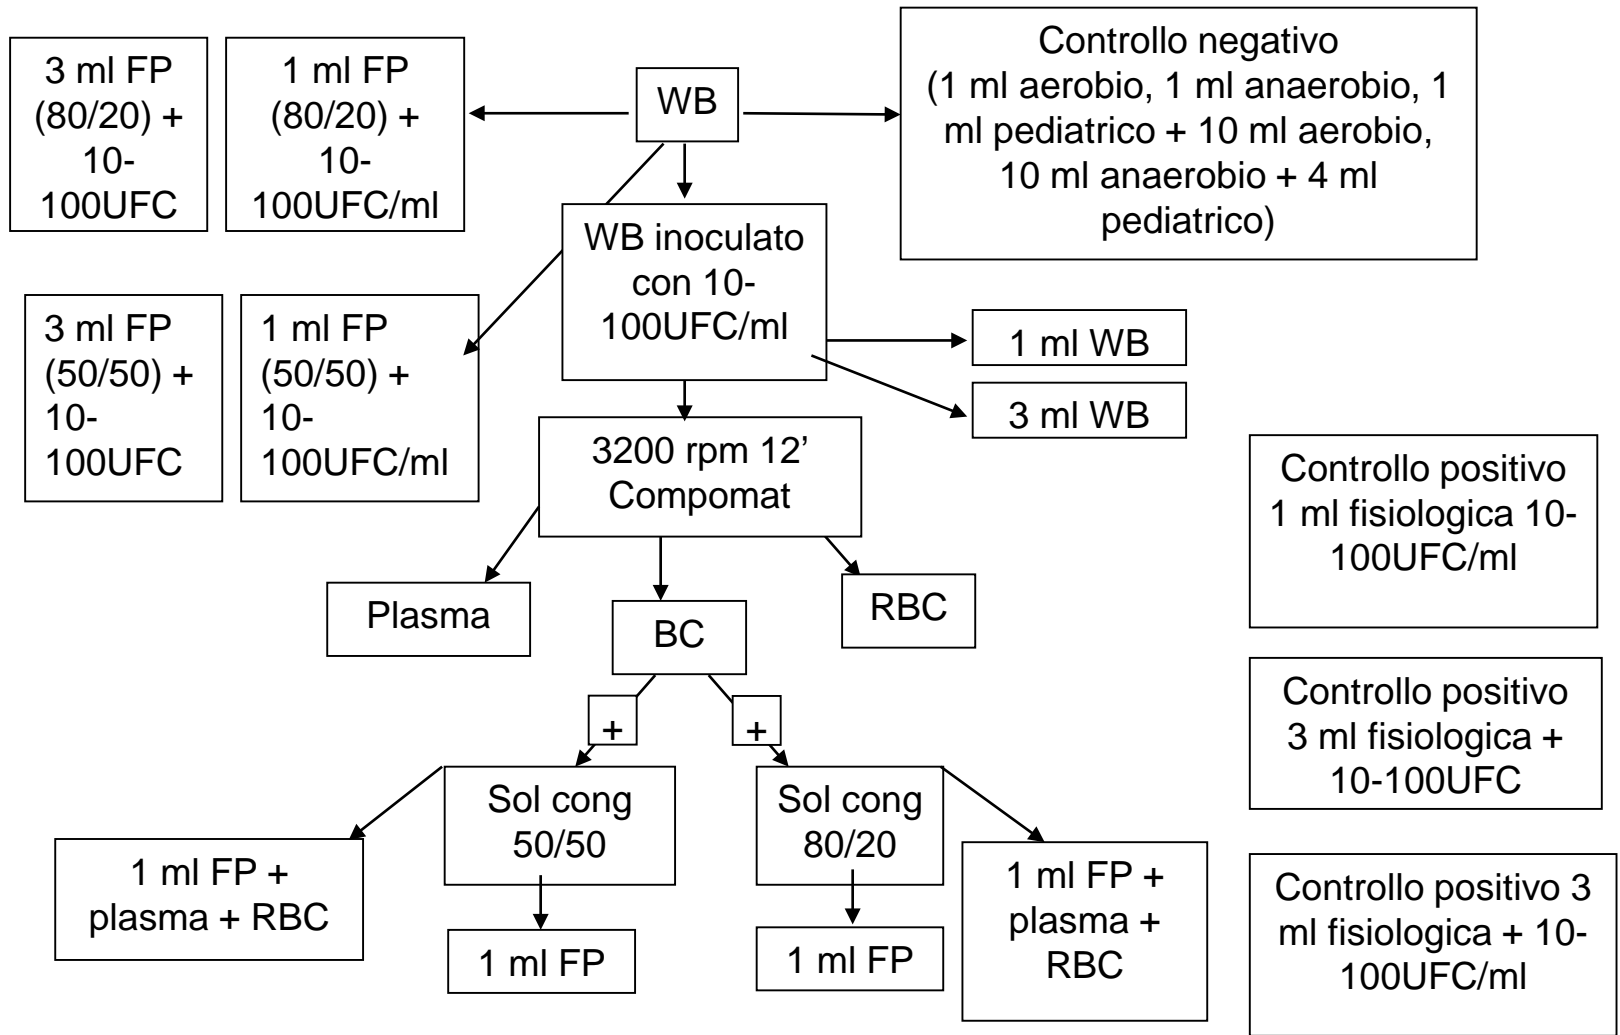 3 ml FP
(80/20) +
10-
100UFC
1 ml FP
(80/20) +
10-
100UFC/ml
WB
Controllo negativo
(1 ml aerobio, 1 ml anaerobio, 1
ml pediatrico + 10 ml aerobio,
10 ml anaerobio + 4 ml
pediatrico)
WB inoculato
con 10-
100UFC/ml
3 ml FP
(50/50) +
10-
100UFC
1 ml FP
(50/50) +
10-
100UFC/ml
1 ml WB
3 ml WB
3200 rpm 12’
Compomat
Controllo positivo
1 ml fisiologica 10-
100UFC/ml
Plasma
BC
RBC
Controllo positivo
3 ml fisiologica +
10-100UFC
+
+
Sol cong
50/50
Sol cong
80/20
1 ml FP +
plasma + RBC
1 ml FP
1 ml FP
1 ml FP +
plasma +
RBC
Controllo positivo 3
ml fisiologica + 10-
100UFC/ml